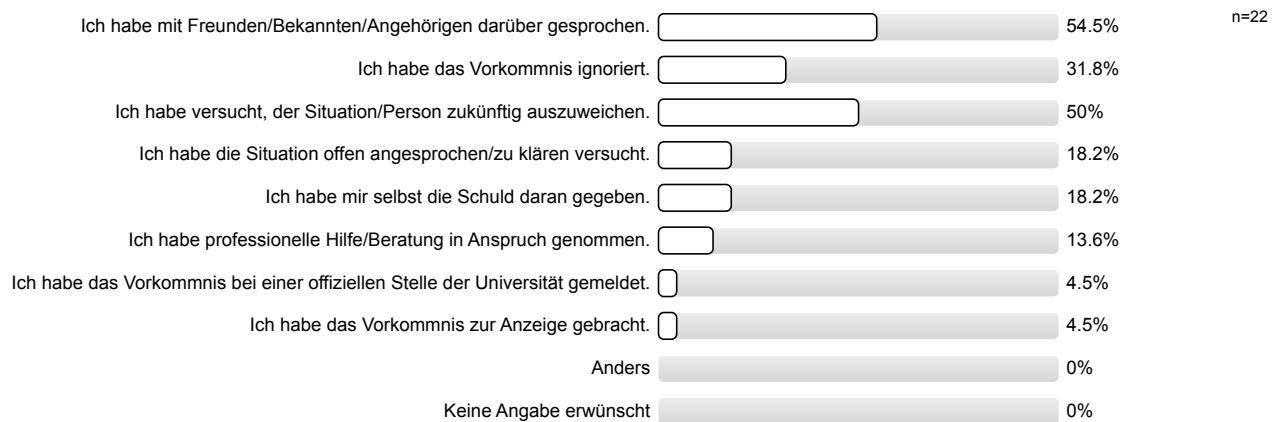 Ich habe mit Freunden/Bekannten/Angehörigen darüber gesprochen. 54.5% n=22
Ich habe das Vorkommnis ignoriert. 31.8%
Ich habe versucht, der Situation/Person zukünftig auszuweichen. 50%
Ich habe die Situation offen angesprochen/zu klären versucht. 18.2%
Ich habe mir selbst die Schuld daran gegeben. 18.2%
Ich habe professionelle Hilfe/Beratung in Anspruch genommen. 13.6%
Ich habe das Vorkommnis bei einer offiziellen Stelle der Universität gemeldet. 4.5%
Ich habe das Vorkommnis zur Anzeige gebracht. 4.5%
Anders 0%
Keine Angabe erwünscht 0%